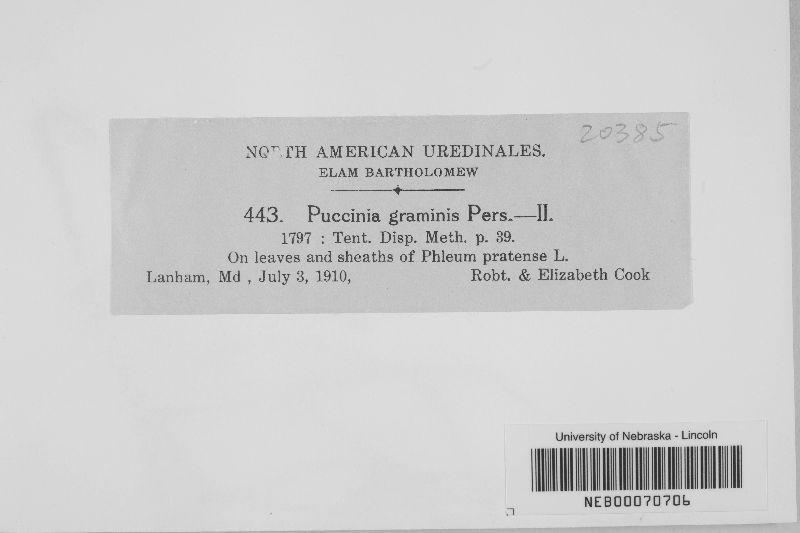 20385
NORTH AMERICAN UREDINALES.
ELAM BARTHOLOMEW
443. Puccinia graminis Pers.—II.
1797 : Tent. Disp. Meth. p. 39.
On leaves and sheaths of Phleum pratense L.
Lanham, Md , July 3, 1910, Robt. & Elizabeth Cook
University of Nebraska - Lincoln
NEB00070706